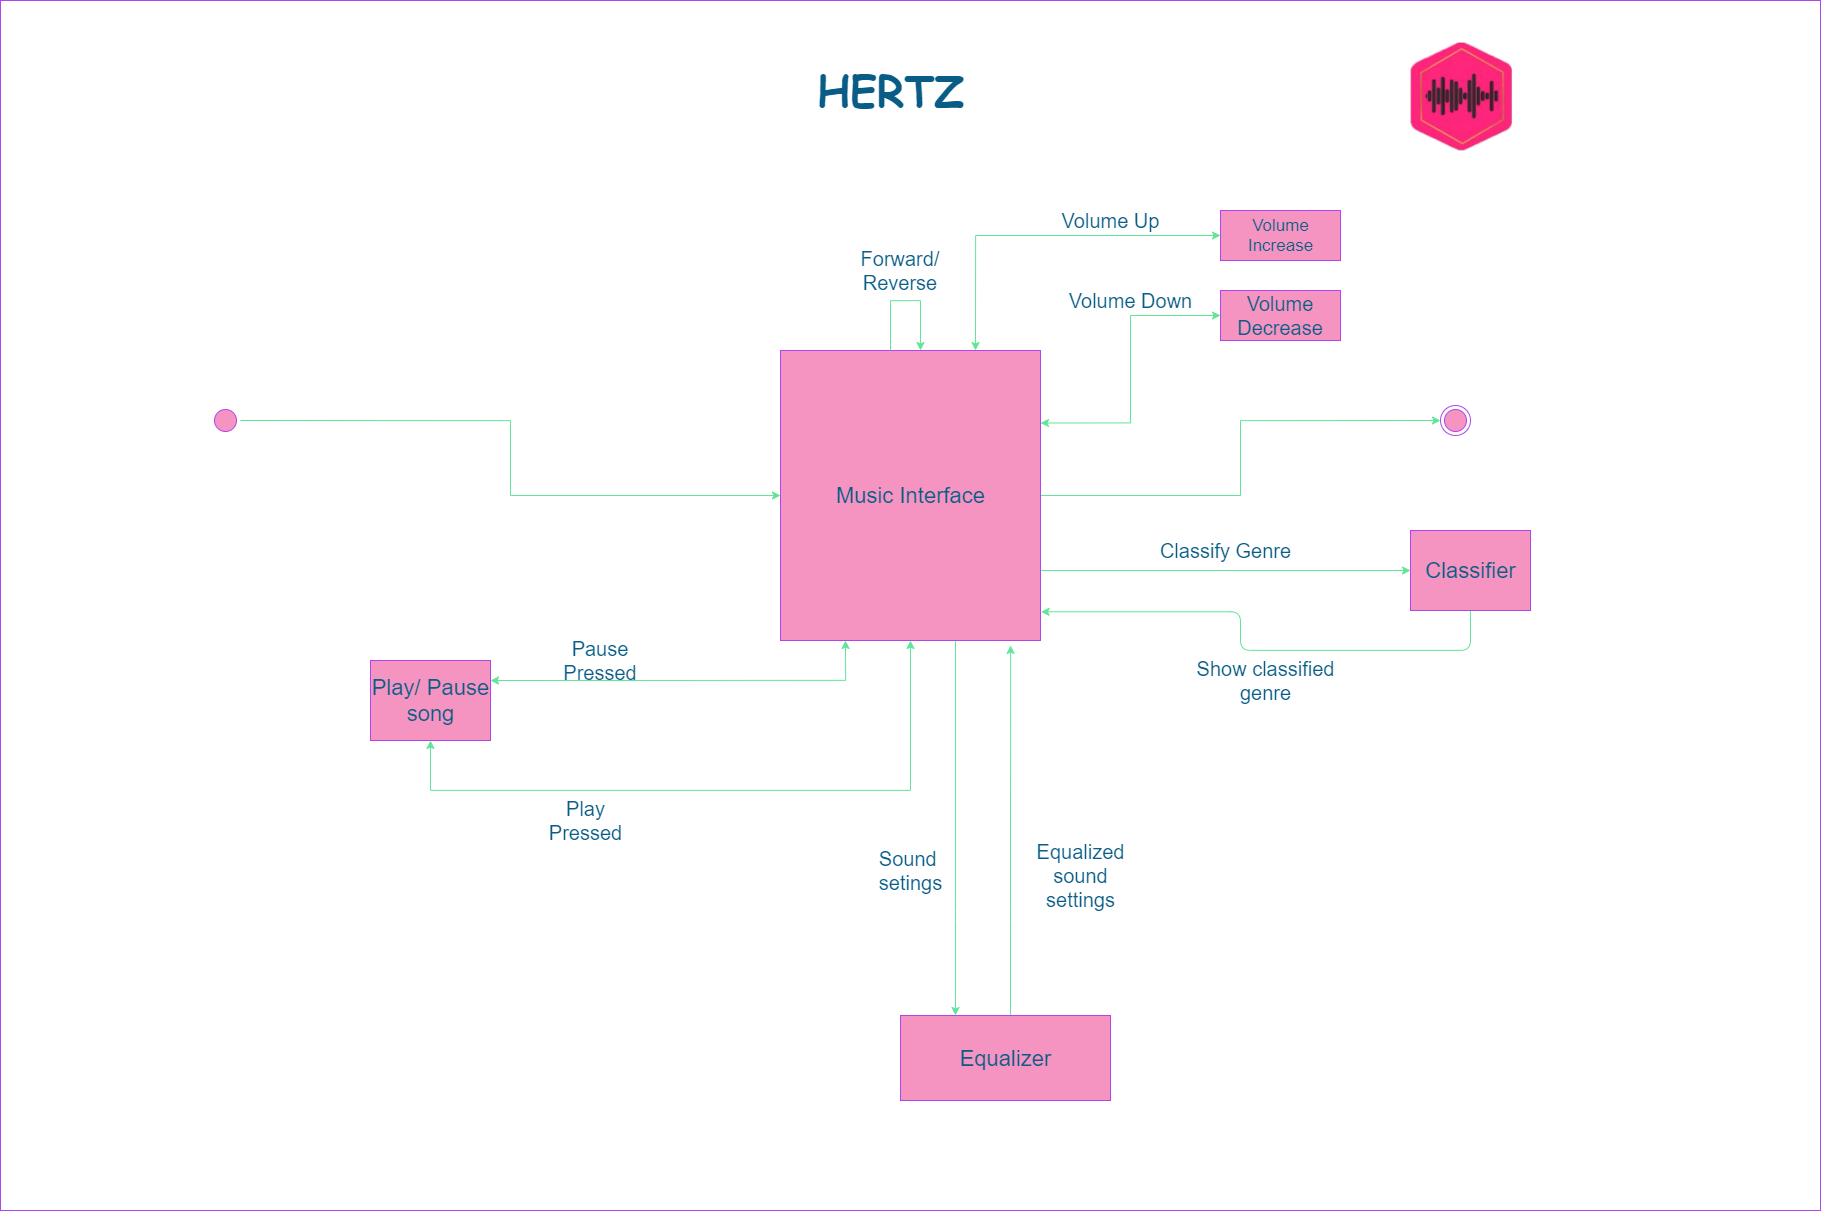 HERTZ
Volume Up
Volume
Increase
Forward/
Reverse
Volume Down
Volume
Decrease
Music Interface
Classify Genre
Classifier
Pause
Pressed
Play/ Pause
song
Show classified
genre
Play
Pressed
Sound
setings
Equalized
sound
settings
Equalizer